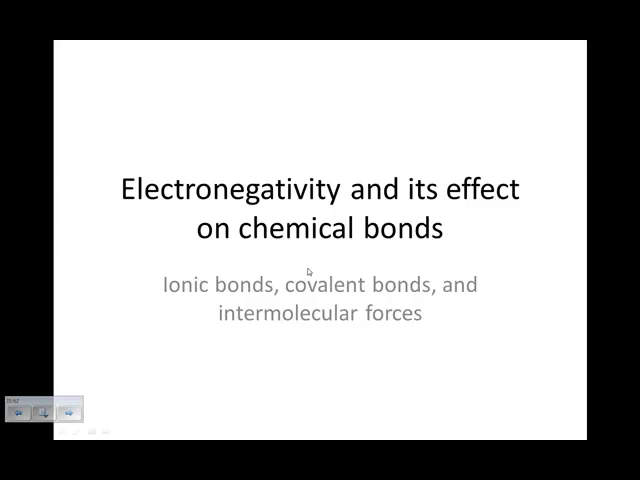 Electronegativity and its effect
on chemical bonds
Ionic bonds, covalent bonds, and
intermolecular forces